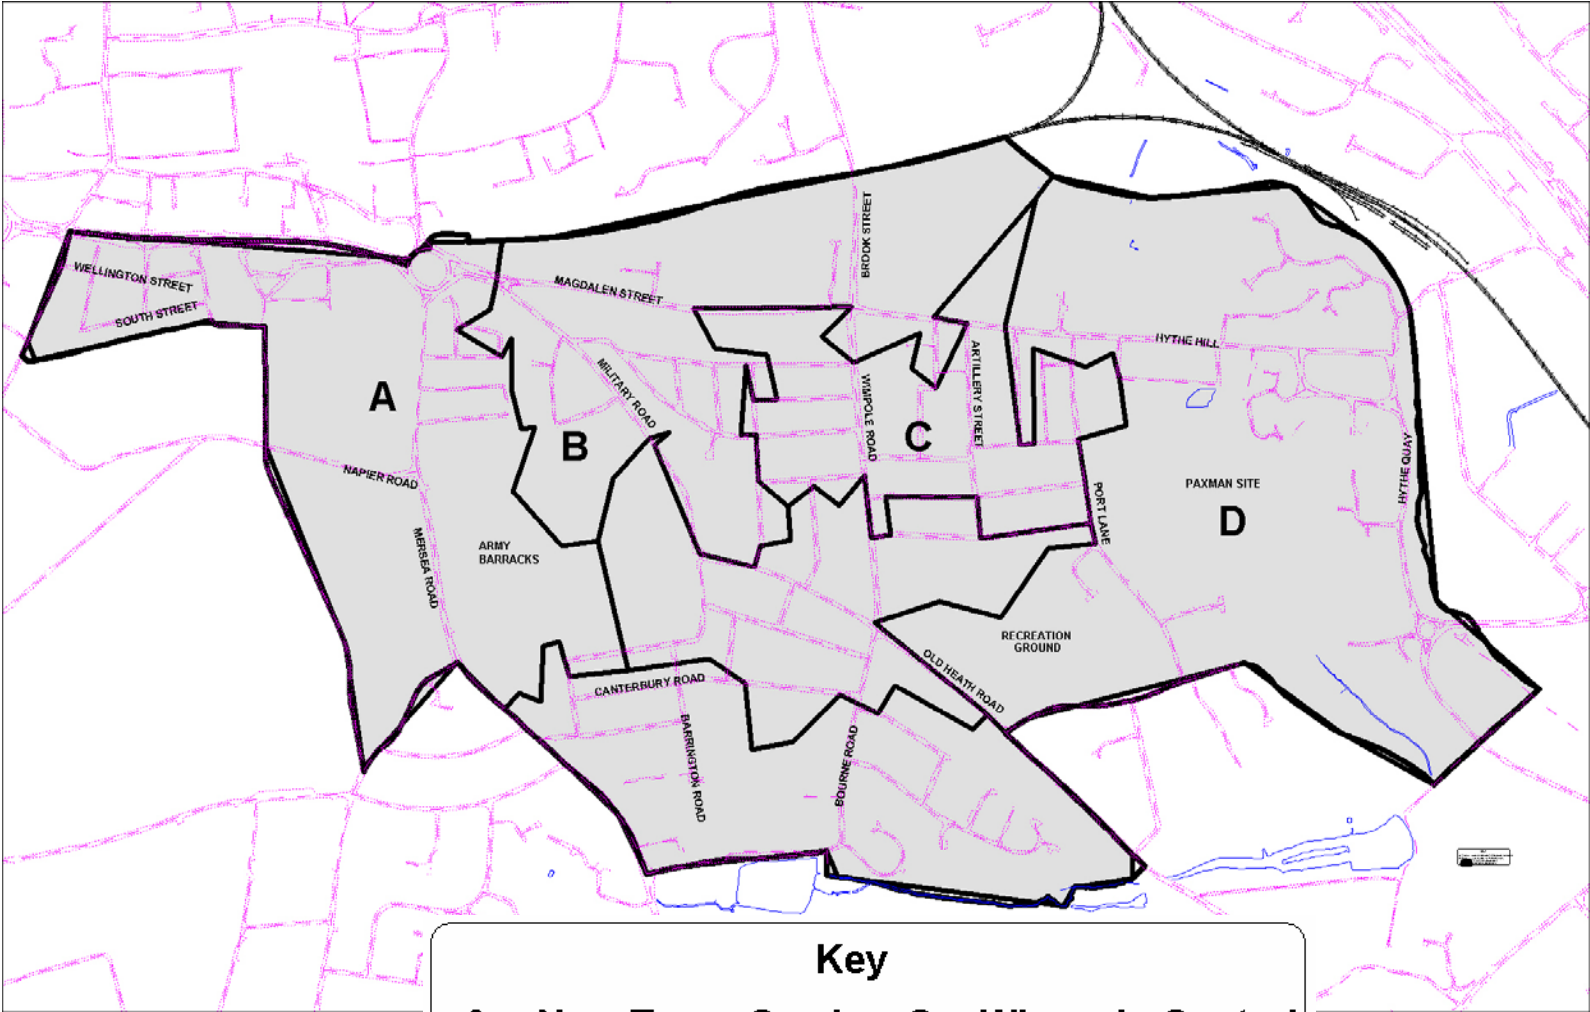 BROOK STREET
WELLINGTON STREET
MAGDALEN STREET
SOUTH STREET
HYTHE HILL
MILITARY ROAD
ARTILLERY STREET
WIMPOLE ROAD
A
B
C
HYTHE QUAY
NAPIER ROAD
PAXMAN SITE
PORT LANE
D
MERSEA ROAD
ARMY
BARRACKS
RECREATION
GROUND
OLD HEATH ROAD
CANTERBURY ROAD
BARRINGTON ROAD
BOURNE ROAD
Key